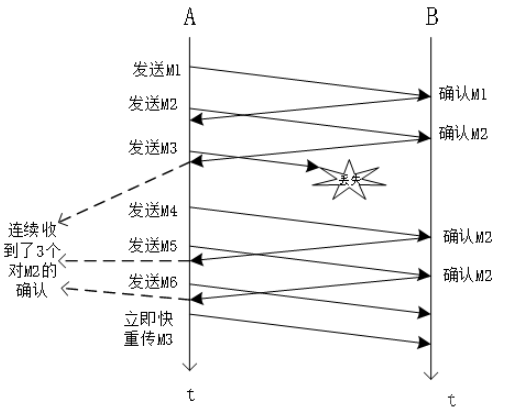 A
B
发送M1
确认M1
发送M2
确认M2
发送M3
丢失
发送M4
连续收
到了3个
对M2的
确认
确认M2
发送M5
确认M2
发送M6
立即快
重传M3
t
t